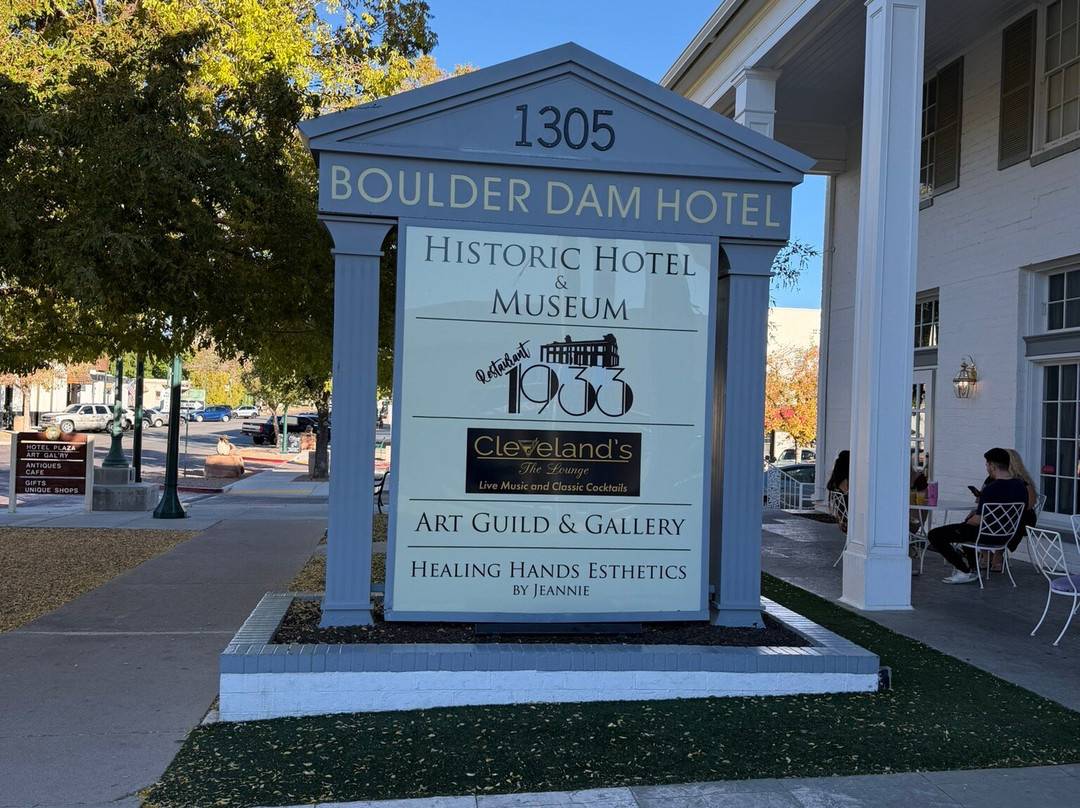 1305
BOULDER DAM HOTEL
HISTORIC HOTEL
&
MUSEUM
Restaurant
1933
Cleveland's
The Lounge
Live Music and Classic Cocktails
ART GUILD & GALLERY
HEALING HANDS ESTHETICS
BY JEANNIE
HOTEL PLAZA
ART GAL'RY
ANTIQUES
CAFE
GIFTS
UNIQUE SHOPS